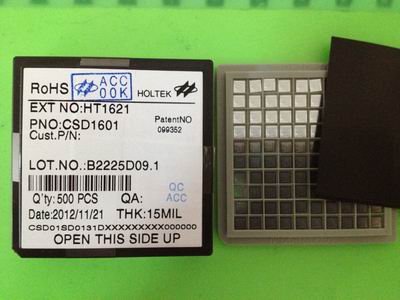 RoHS
ACC
00K
HOLTEK
EXT NO:HT1621
PNO:CSD1601
PatentNO
099352
Cust.P/N:
LOT.NO.:B2225D09.1
Q'ty:500 PCS
QA:
QC
ACC
Date:2012/11/21
THK:15MIL
CSD01SD0131DXXXXXXXXX000000
OPEN THIS SIDE UP